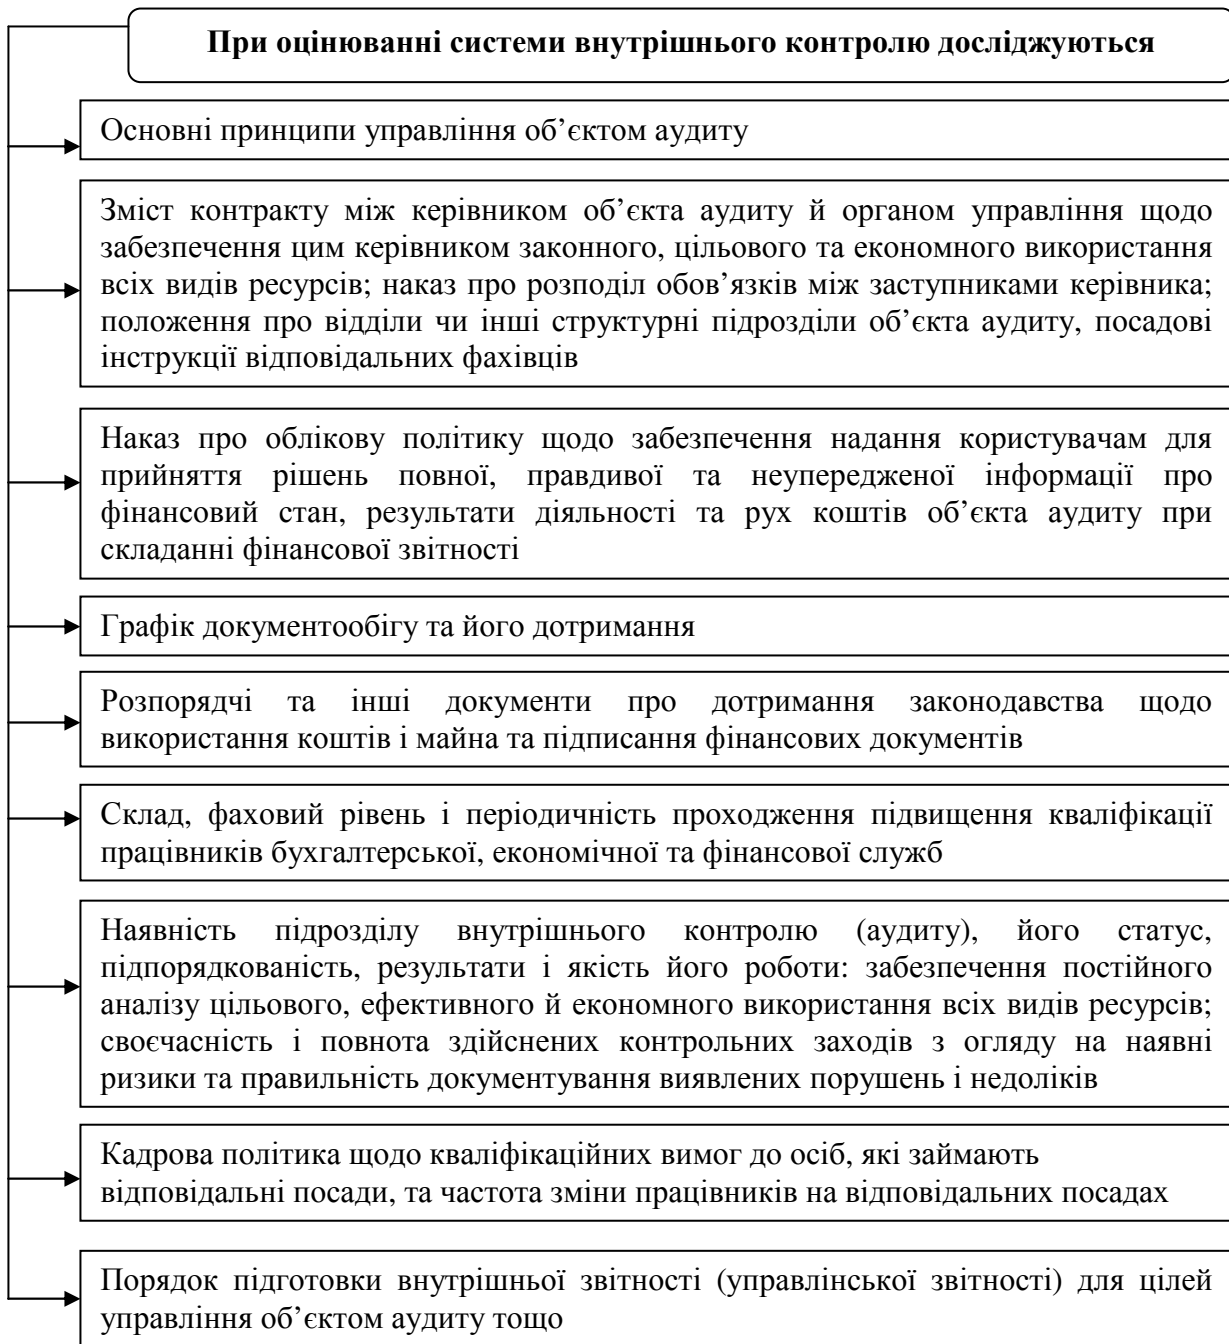 При оцінюванні системи внутрішнього контролю досліджуються
Основні принципи управління об’єктом аудиту
Зміст контракту між керівником об’єкта аудиту й органом управління щодо
забезпечення цим керівником законного, цільового та економного використання
всіх видів ресурсів; наказ про розподіл обов’язків між заступниками керівника;
положення про відділи чи інші структурні підрозділи об’єкта аудиту, посадові
інструкції відповідальних фахівців
Наказ про облікову політику щодо забезпечення надання користувачам для
прийняття рішень повної, правдивої та неупередженої інформації про
фінансовий стан, результати діяльності та рух коштів об’єкта аудиту при
складанні фінансової звітності
Графік документообігу та його дотримання
Розпорядчі та інші документи про дотримання законодавства щодо
використання коштів і майна та підписання фінансових документів
Склад, фаховий рівень і періодичність проходження підвищення кваліфікації
працівників бухгалтерської, економічної та фінансової служб
Наявність підрозділу внутрішнього контролю (аудиту), його статус,
підпорядкованість, результати і якість його роботи: забезпечення постійного
аналізу цільового, ефективного й економного використання всіх видів ресурсів;
своєчасність і повнота здійснених контрольних заходів з огляду на наявні
ризики та правильність документування виявлених порушень і недоліків
Кадрова політика щодо кваліфікаційних вимог до осіб, які займають
відповідальні посади, та частота зміни працівників на відповідальних посадах
Порядок підготовки внутрішньої звітності (управлінської звітності) для цілей
управління об’єктом аудиту тощо